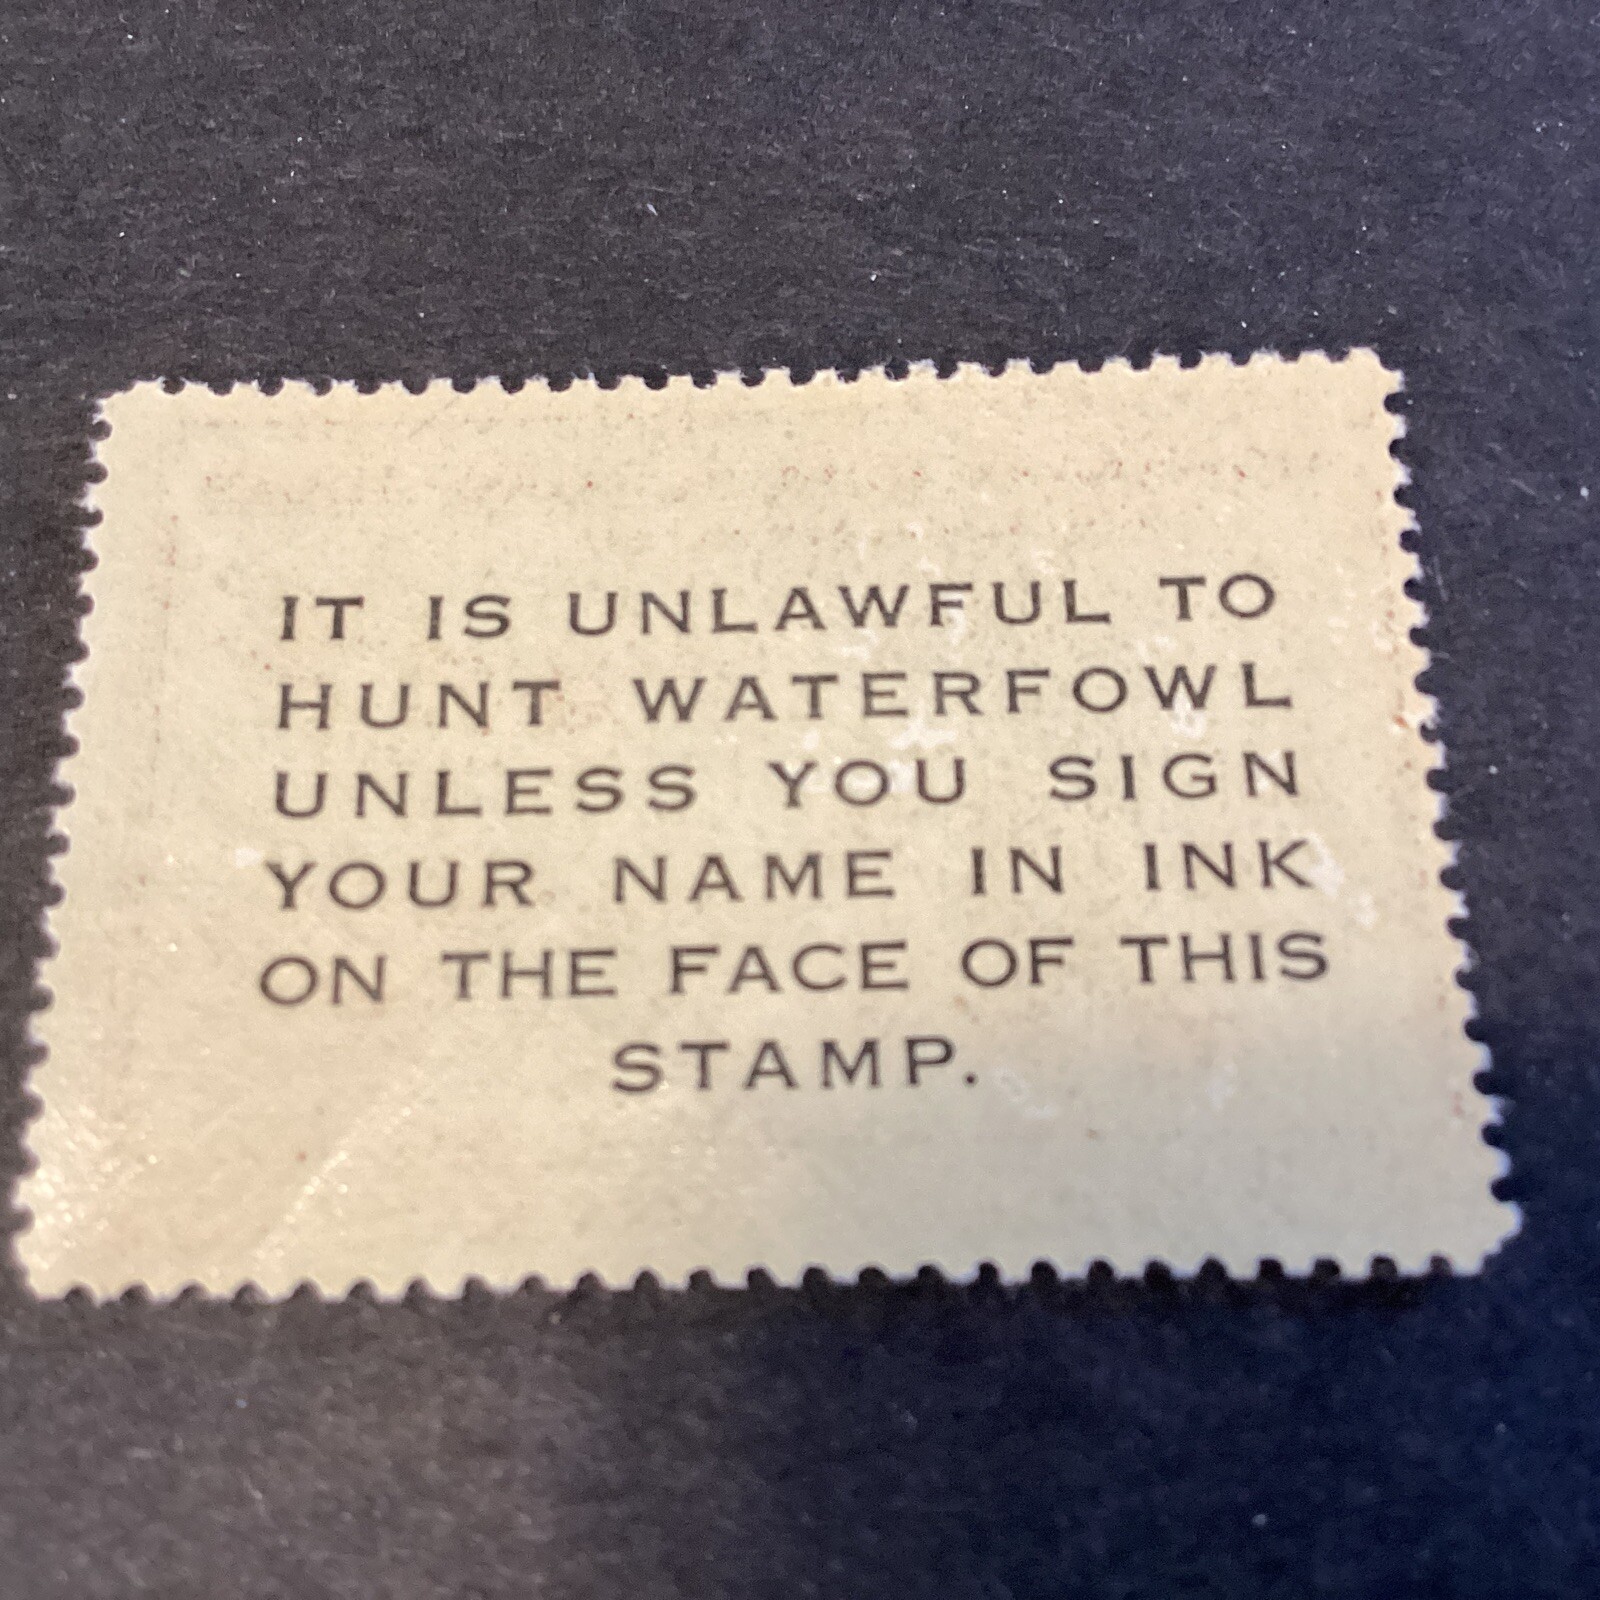 IT IS UNLAWFUL TO
HUNT WATERFOWL
UNLESS YOU SIGN
YOUR NAME IN INK
ON THE FACE OF THIS
STAMP.